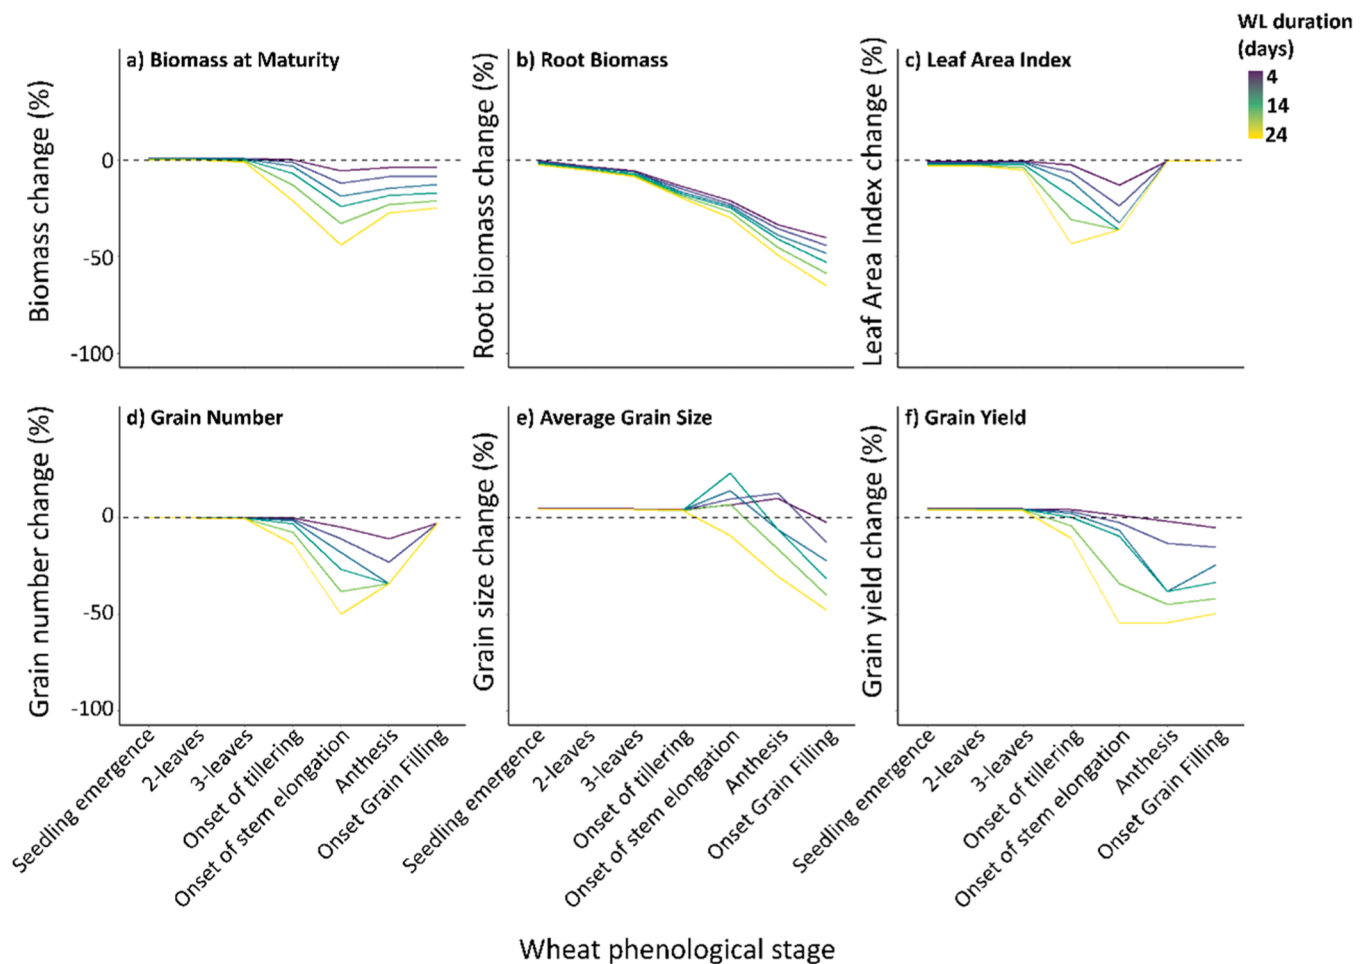 WL duration
(days)
4
14
24
a) Biomass at Maturity
b) Root Biomass
c) Leaf Area Index
Biomass change (%)
0
-50
-100
Root biomass change (%)
Leaf Area Index change (%)
d) Grain Number
e) Average Grain Size
f) Grain Yield
Grain number change (%)
0
-50
-100
Grain size change (%)
Grain yield change (%)
Seedling emergence
2-leaves
3-leaves
Onset of tillering
Onset of stem elongation
Anthesis
Onset Grain Filling
Seedling emergence
2-leaves
3-leaves
Onset of tillering
Onset of stem elongation
Anthesis
Onset Grain Filling
Seedling emergence
2-leaves
3-leaves
Onset of tillering
Onset of stem elongation
Anthesis
Onset Grain Filling
Wheat phenological stage